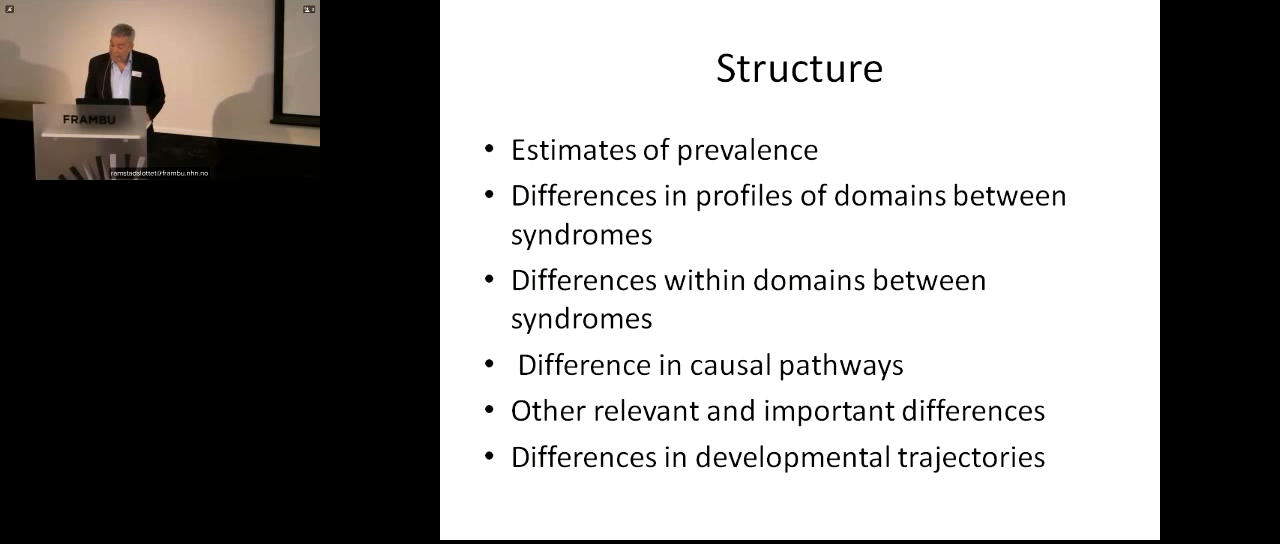 FRAMBU
ramstadslottet@frambu.nhn.no
Structure
• Estimates of prevalence
• Differences in profiles of domains between
syndromes
• Differences within domains between
syndromes
• Difference in causal pathways
• Other relevant and important differences
• Differences in developmental trajectories